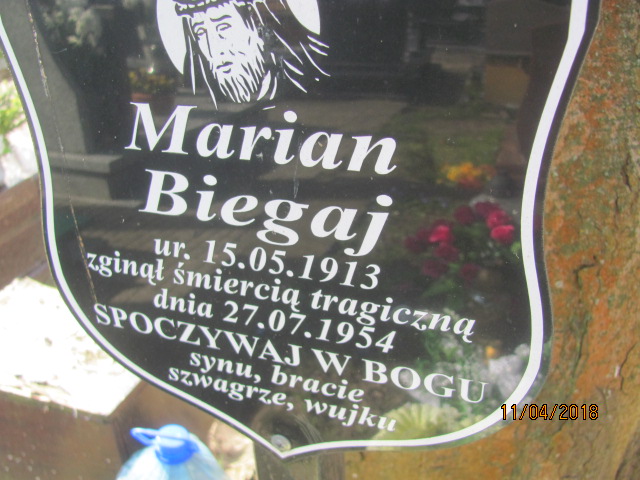 Marian
Biegaj
ur. 15.05.1913
zginął śmiercią tragiczną
dnia 27.07.1954
SPOCZYWAJ W BOGU
synu, bracie
szwagrze, wujku
11/04/2018